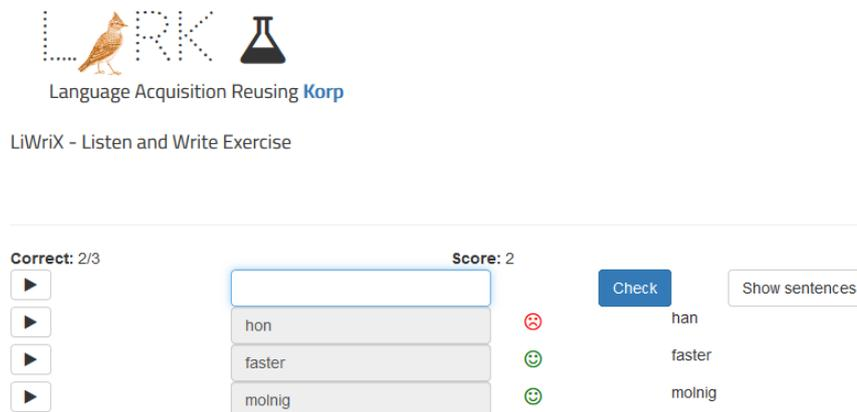 LARK
Language Acquisition Reusing Korp
LiWriX - Listen and Write Exercise
Correct: 2/3 Score: 2
Check Show sentences
hon han
faster faster
molnig molnig